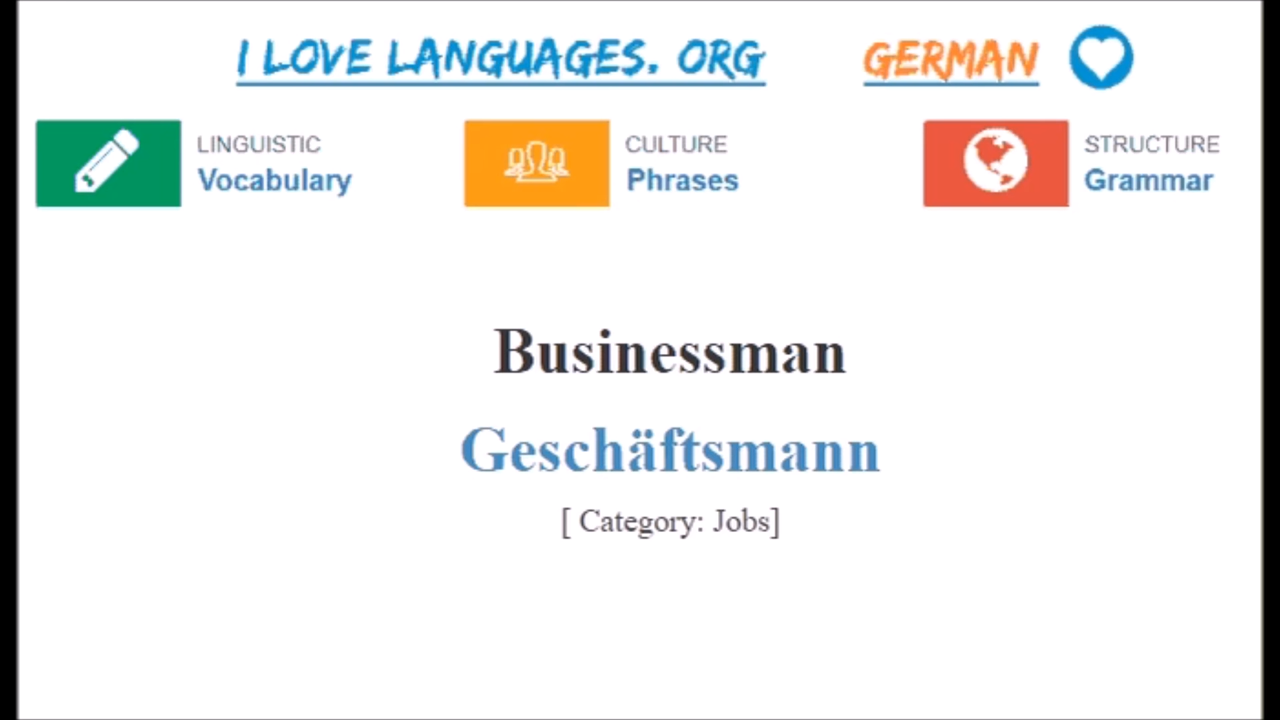 I LOVE LANGUAGES. ORG GERMAN
LINGUISTIC
Vocabulary
CULTURE
Phrases
STRUCTURE
Grammar
Businessman
Geschäftsmann
[ Category: Jobs]